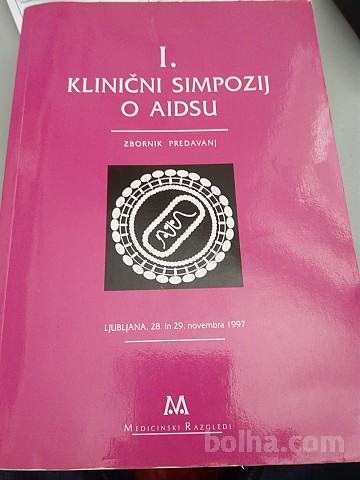 I.
KLINIČNI SIMPOZIJ
O AIDSU
ZBORNIK PREDAVANJ
LJUBLJANA, 28. in 29. novembra 1997
MEDICINSKI RAZGLEDI
bolha.com